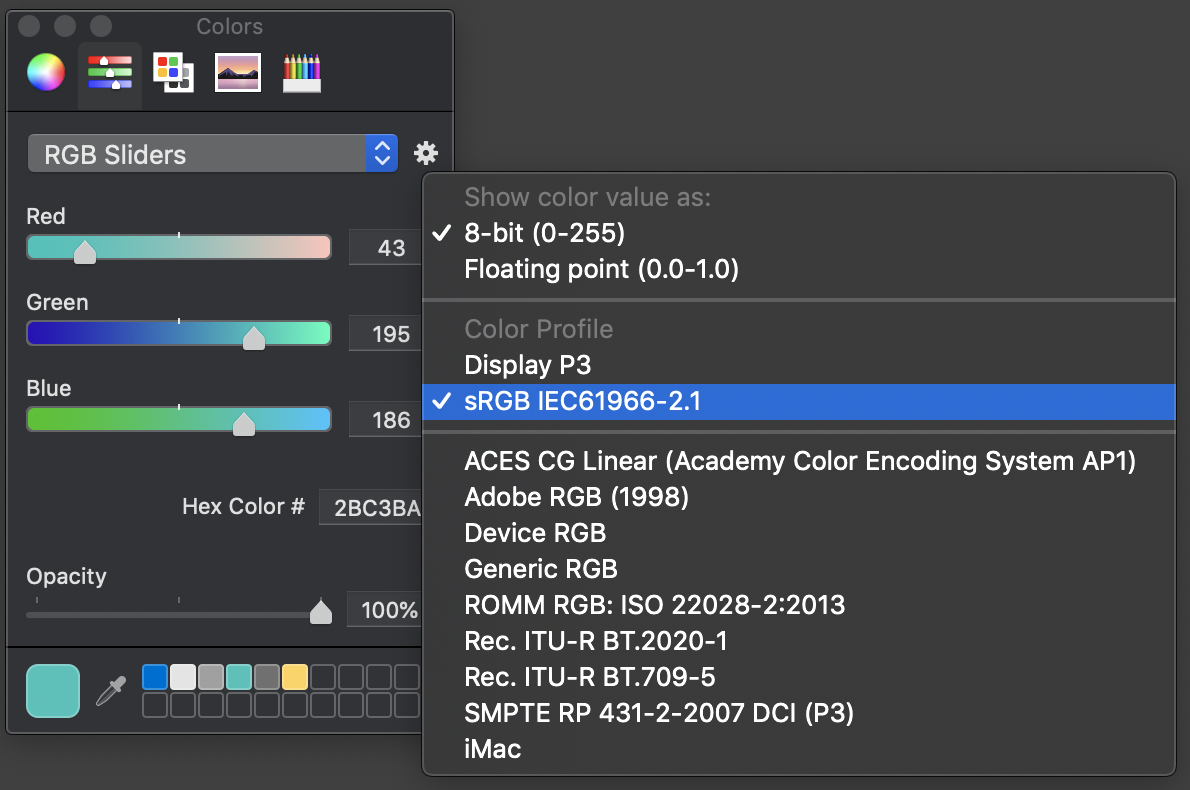 Colors
RGB Sliders
Red
43
Green
195
Blue
186
Hex Color #
2BC3BA
Opacity
100%
Show color value as:
8-bit (0-255)
Floating point (0.0-1.0)
Color Profile
Display P3
sRGB IEC61966-2.1
ACES CG Linear (Academy Color Encoding System AP1)
Adobe RGB (1998)
Device RGB
Generic RGB
ROMM RGB: ISO 22028-2:2013
Rec. ITU-R BT.2020-1
Rec. ITU-R BT.709-5
SMPTE RP 431-2-2007 DCI (P3)
iMac